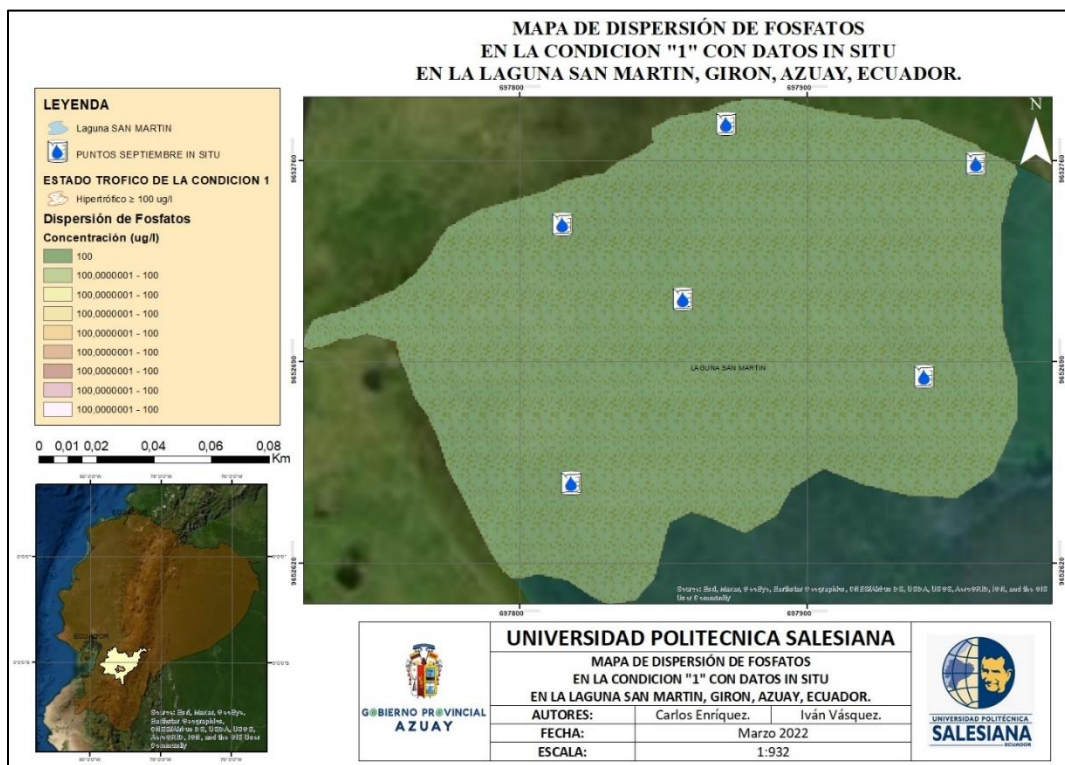 MAPA DE DISPERSIÓN DE FOSFATOS
EN LA CONDICION "1" CON DATOS IN SITU
EN LA LAGUNA SAN MARTIN, GIRON, AZUAY, ECUADOR.
LEYENDA
Laguna SAN MARTIN
PUNTOS SEPTIEMBRE IN SITU
ESTADO TROFICO DE LA CONDICION 1
Hipertrófico ≥ 100 ug/l
Dispersión de Fosfatos
Concentración (ug/l)
100
100,0000001 - 100
100,0000001 - 100
100,0000001 - 100
100,0000001 - 100
100,0000001 - 100
100,0000001 - 100
100,0000001 - 100
100,0000001 - 100
0 0,01 0,02 0,04 0,06 0,08
Km
697800 697900
N
9652760 9652760
9652690 9652690
9652620 9652620
LAGUNA SAN MARTIN
697800 697900
ECUADOR
ECUADOR
UNIVERSIDAD POLITECNICA SALESIANA
MAPA DE DISPERSIÓN DE FOSFATOS
EN LA CONDICION "1" CON DATOS IN SITU
EN LA LAGUNA SAN MARTIN, GIRON, AZUAY, ECUADOR.
AUTORES: Carlos Enríquez. Iván Vásquez.
FECHA: Marzo 2022
ESCALA: 1:932
GOBIERNO PROVINCIAL
AZUAY
UNIVERSIDAD POLITÉCNICA
SALESIANA
ECUADOR